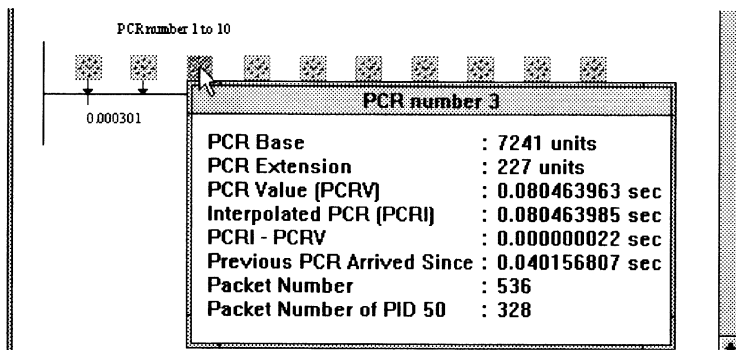 PCR number 1 to 10
0.000301
PCR number 3
PCR Base : 7241 units
PCR Extension : 227 units
PCR Value (PCRV) : 0.080463963 sec
Interpolated PCR (PCRI) : 0.080463985 sec
PCRI - PCRV : 0.000000022 sec
Previous PCR Arrived Since : 0.040156807 sec
Packet Number : 536
Packet Number of PID 50 : 328